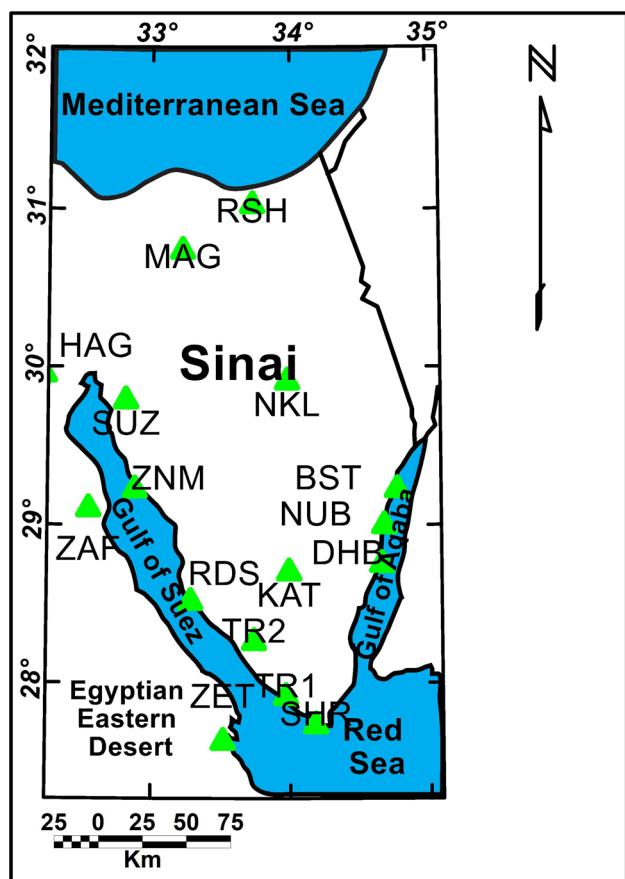 33° 34° 35°
32°
N
Mediterranean Sea
31°
RSH
MAG
HAG
30°
Sinai
NKL
SUZ
ZNM
BST
NUB
29°
ZAF
DHB
Gulf of Suez
Gulf of Aqaba
RDS
KAT
TR2
28°
Egyptian
Eastern
Desert
ZET
TR1
SHR
Red
Sea
25 0 25 50 75
Km